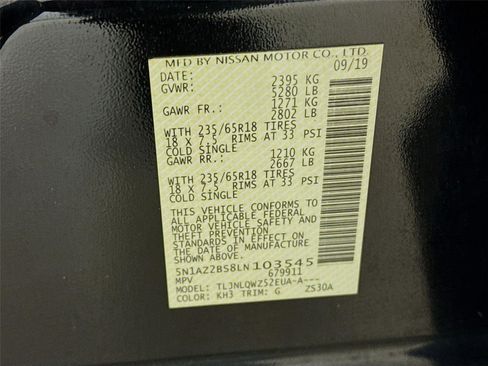 MFD BY NISSAN MOTOR CO., LTD.
DATE: 09/19
GVWR: 2395 KG
5280 LB
GAWR FR.: 1271 KG
2802 LB
WITH 235/65R18 TIRES
18 X 7.5 RIMS AT 33 PSI
COLD SINGLE
GAWR RR.: 1210 KG
2667 LB
WITH 235/65R18 TIRES
18 X 7.5 RIMS AT 33 PSI
COLD SINGLE
THIS VEHICLE CONFORMS TO
ALL APPLICABLE FEDERAL
MOTOR VEHICLE SAFETY AND
THEFT PREVENTION
STANDARDS IN EFFECT ON
THE DATE OF MANUFACTURE
SHOWN ABOVE.
5N1AZ2BS8LN103545
MPV 679911
MODEL: TLJNLQWZ52EUA-A---
COLOR: KH3 TRIM: G ZS30A